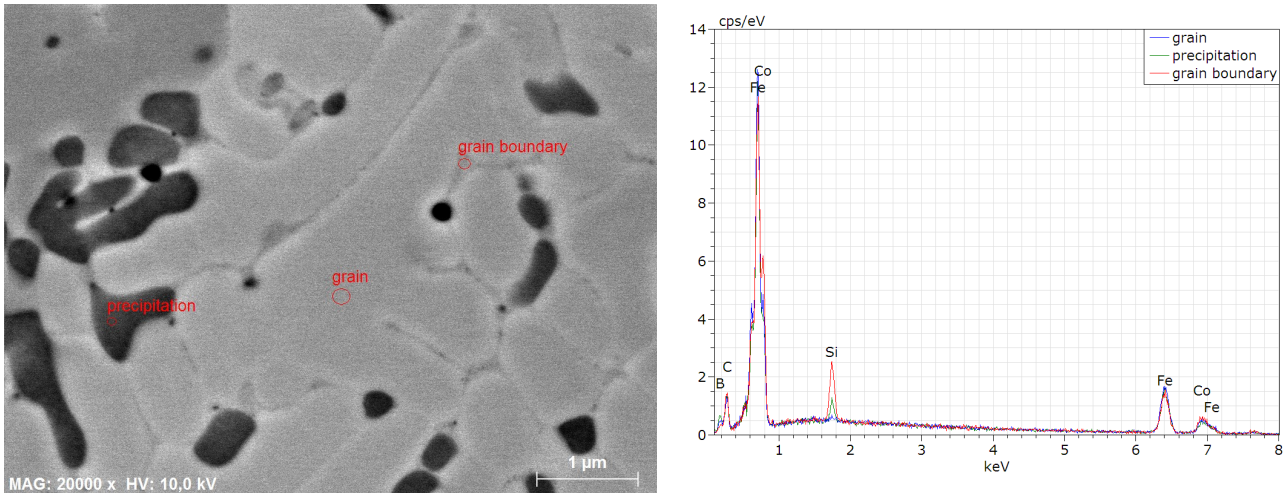 grain boundary
grain
precipitation
1 µm
MAG: 20000 x HV: 10,0 kV
cps/eV
14
12
10
8
6
4
2
0
grain
precipitation
grain boundary
Co
Fe
Si
C
B
Fe
Co
Fe
1 2 3 4 5 6 7 8
keV